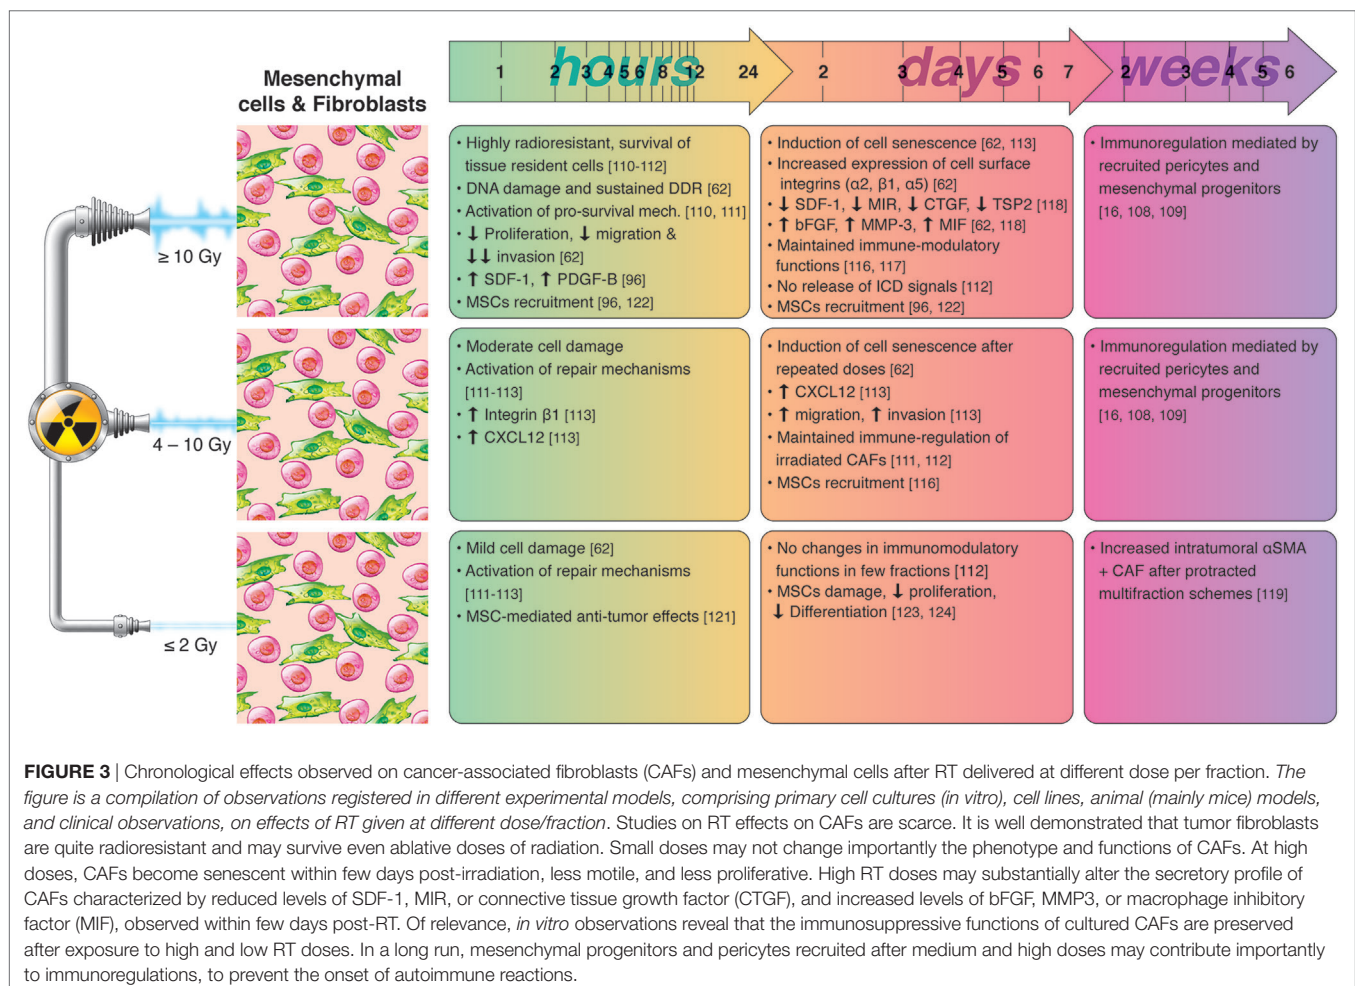 Mesenchymal
cells & Fibroblasts
hours
1 2 3 4 5 6 8 12 24
days
2 3 4 5 6 7
weeks
2 3 4 5 6
≥ 10 Gy
• Highly radioresistant, survival of
tissue resident cells [110-112]
• DNA damage and sustained DDR [62]
• Activation of pro-survival mech. [110, 111]
• ↓ Proliferation, ↓ migration &
↓↓ invasion [62]
• ↑ SDF-1, ↑ PDGF-B [96]
• MSCs recruitment [96, 122]
• Induction of cell senescence [62, 113]
• Increased expression of cell surface
integrins (α2, β1, α5) [62]
• ↓ SDF-1, ↓ MIR, ↓ CTGF, ↓ TSP2 [118]
• ↑ bFGF, ↑ MMP-3, ↑ MIF [62, 118]
• Maintained immune-modulatory
functions [116, 117]
• No release of ICD signals [112]
• MSCs recruitment [96, 122]
• Immunoregulation mediated by
recruited pericytes and
mesenchymal progenitors
[16, 108, 109]
4 – 10 Gy
• Moderate cell damage
• Activation of repair mechanisms
[111-113]
• ↑ Integrin β1 [113]
• ↑ CXCL12 [113]
• Induction of cell senescence after
repeated doses [62]
• ↑ CXCL12 [113]
• ↑ migration, ↑ invasion [113]
• Maintained immune-regulation of
irradiated CAFs [111, 112]
• MSCs recruitment [116]
• Immunoregulation mediated by
recruited pericytes and
mesenchymal progenitors
[16, 108, 109]
≤ 2 Gy
• Mild cell damage [62]
• Activation of repair mechanisms
[111-113]
• MSC-mediated anti-tumor effects [121]
• No changes in immunomodulatory
functions in few fractions [112]
• MSCs damage, ↓ proliferation,
↓ Differentiation [123, 124]
• Increased intratumoral αSMA
+ CAF after protracted
multifraction schemes [119]
FIGURE 3 | Chronological effects observed on cancer-associated fibroblasts (CAFs) and mesenchymal cells after RT delivered at different dose per fraction. The
figure is a compilation of observations registered in different experimental models, comprising primary cell cultures (in vitro), cell lines, animal (mainly mice) models,
and clinical observations, on effects of RT given at different dose/fraction. Studies on RT effects on CAFs are scarce. It is well demonstrated that tumor fibroblasts
are quite radioresistant and may survive even ablative doses of radiation. Small doses may not change importantly the phenotype and functions of CAFs. At high
doses, CAFs become senescent within few days post-irradiation, less motile, and less proliferative. High RT doses may substantially alter the secretory profile of
CAFs characterized by reduced levels of SDF-1, MIR, or connective tissue growth factor (CTGF), and increased levels of bFGF, MMP3, or macrophage inhibitory
factor (MIF), observed within few days post-RT. Of relevance, in vitro observations reveal that the immunosuppressive functions of cultured CAFs are preserved
after exposure to high and low RT doses. In a long run, mesenchymal progenitors and pericytes recruited after medium and high doses may contribute importantly
to immunoregulations, to prevent the onset of autoimmune reactions.